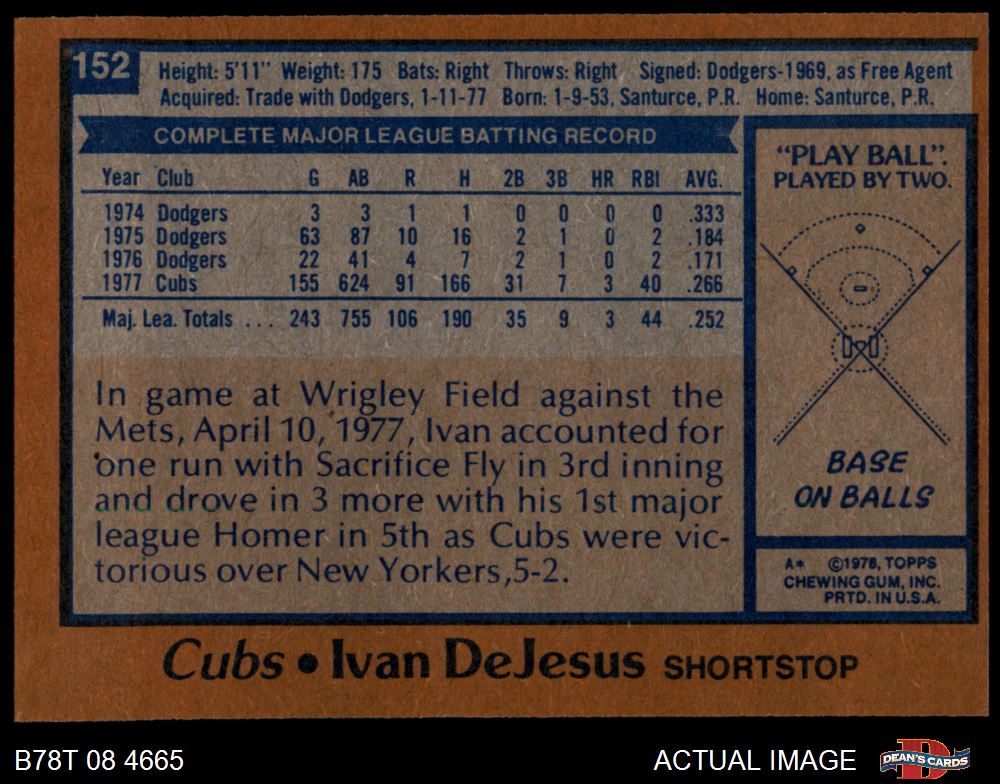 152
Height: 5'11" Weight: 175 Bats: Right Throws: Right Signed: Dodgers-1969, as Free Agent
Acquired: Trade with Dodgers, 1-11-77 Born: 1-9-53, Santurce, P.R. Home: Santurce, P.R.
COMPLETE MAJOR LEAGUE BATTING RECORD
Year Club G AB R H 2B 3B HR RBI AVG.
1974 Dodgers 3 3 1 1 0 0 0 0 .333
1975 Dodgers 63 87 10 16 2 1 0 2 .184
1976 Dodgers 22 41 4 7 2 1 0 2 .171
1977 Cubs 155 624 91 166 31 7 3 40 .266
Maj. Lea. Totals ... 243 755 106 190 35 9 3 44 .252
In game at Wrigley Field against the
Mets, April 10, 1977, Ivan accounted for
one run with Sacrifice Fly in 3rd inning
and drove in 3 more with his 1st major
league Homer in 5th as Cubs were vic-
torious over New Yorkers,5-2.
"PLAY BALL".
PLAYED BY TWO.
BASE
ON BALLS
A* ©1978, TOPPS
CHEWING GUM, INC.
PRTD. IN U.S.A.
Cubs • Ivan DeJesus SHORTSTOP
B78T 08 4665
ACTUAL IMAGE
D
DEAN'S CARDS